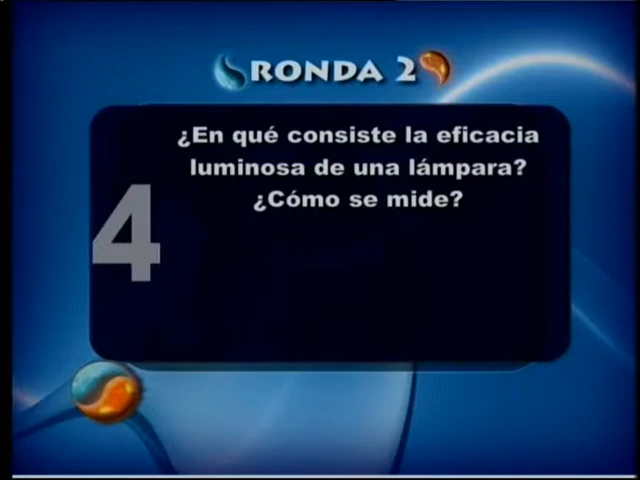 RONDA 2
¿En qué consiste la eficacia
luminosa de una lámpara?
¿Cómo se mide?
4